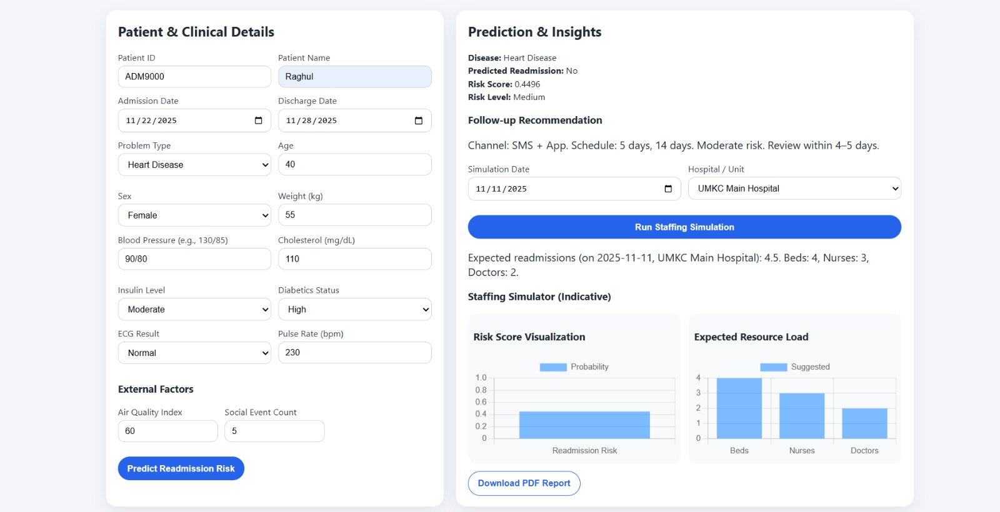 Patient & Clinical Details
Patient ID
Patient Name
ADM9000
Raghul
Admission Date
Discharge Date
11/22/2025
11/28/2025
Problem Type
Age
Heart Disease
40
Sex
Weight (kg)
Female
55
Blood Pressure (e.g., 130/85)
Cholesterol (mg/dL)
90/80
110
Insulin Level
Diabetics Status
Moderate
High
ECG Result
Pulse Rate (bpm)
Normal
230
External Factors
Air Quality Index
Social Event Count
60
5
Predict Readmission Risk
Prediction & Insights
Disease: Heart Disease
Predicted Readmission: No
Risk Score: 0.4496
Risk Level: Medium
Follow-up Recommendation
Channel: SMS + App. Schedule: 5 days, 14 days. Moderate risk. Review within 4–5 days.
Simulation Date
Hospital / Unit
11/11/2025
UMKC Main Hospital
Run Staffing Simulation
Expected readmissions (on 2025-11-11, UMKC Main Hospital): 4.5. Beds: 4, Nurses: 3,
Doctors: 2.
Staffing Simulator (Indicative)
Risk Score Visualization
Probability
1.0
0.8
0.6
0.4
0.2
0
Readmission Risk
Expected Resource Load
Suggested
4
3
2
1
0
Beds
Nurses
Doctors
Download PDF Report